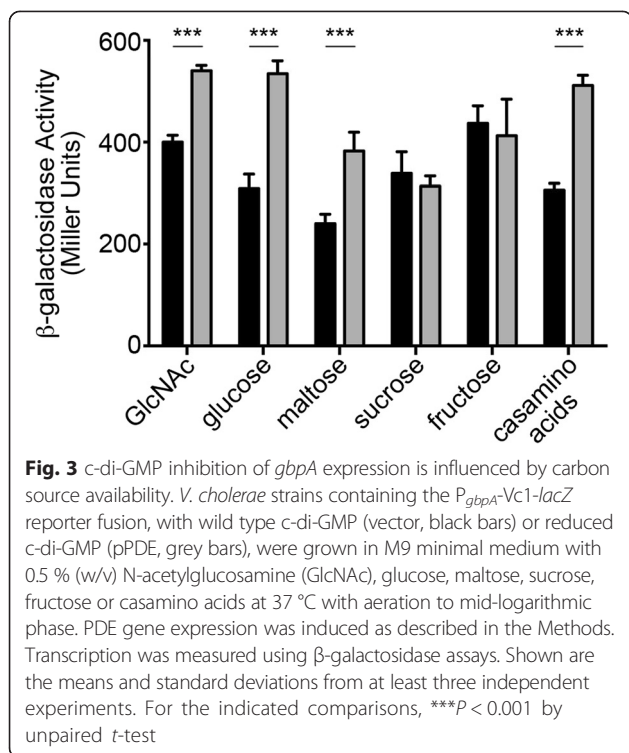 *** *** *** ***
600
400
200
0
β-galactosidase Activity
(Miller Units)
GlcNAc
glucose
maltose
sucrose
fructose
casamino
acids
Fig. 3 c-di-GMP inhibition of gbpA expression is influenced by carbon
source availability. V. cholerae strains containing the PgbpA-Vc1-lacZ
reporter fusion, with wild type c-di-GMP (vector, black bars) or reduced
c-di-GMP (pPDE, grey bars), were grown in M9 minimal medium with
0.5 % (w/v) N-acetylglucosamine (GlcNAc), glucose, maltose, sucrose,
fructose or casamino acids at 37 °C with aeration to mid-logarithmic
phase. PDE gene expression was induced as described in the Methods.
Transcription was measured using β-galactosidase assays. Shown are
the means and standard deviations from at least three independent
experiments. For the indicated comparisons, ***P < 0.001 by
unpaired t-test